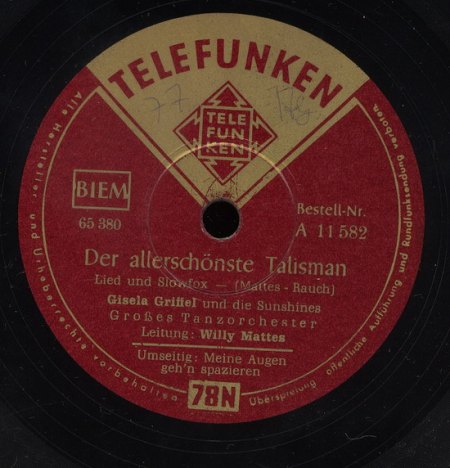 TELEFUNKEN
77
TELE
FUN
KEN
BIEM
65 380
Bestell-Nr.
A 11 582
Der allerschönste Talisman
Lied und Slowfox — (Mattes - Rauch)
Gisela Griffel und die Sunshines
Großes Tanzorchester
Leitung: Willy Mattes
Umseitig: Meine Augen
geh'n spazieren
78N
Alle Hersteller und Urheberrechte vorbehalten
Überspielung, öffentliche Aufführung und Rundfunksendung verboten